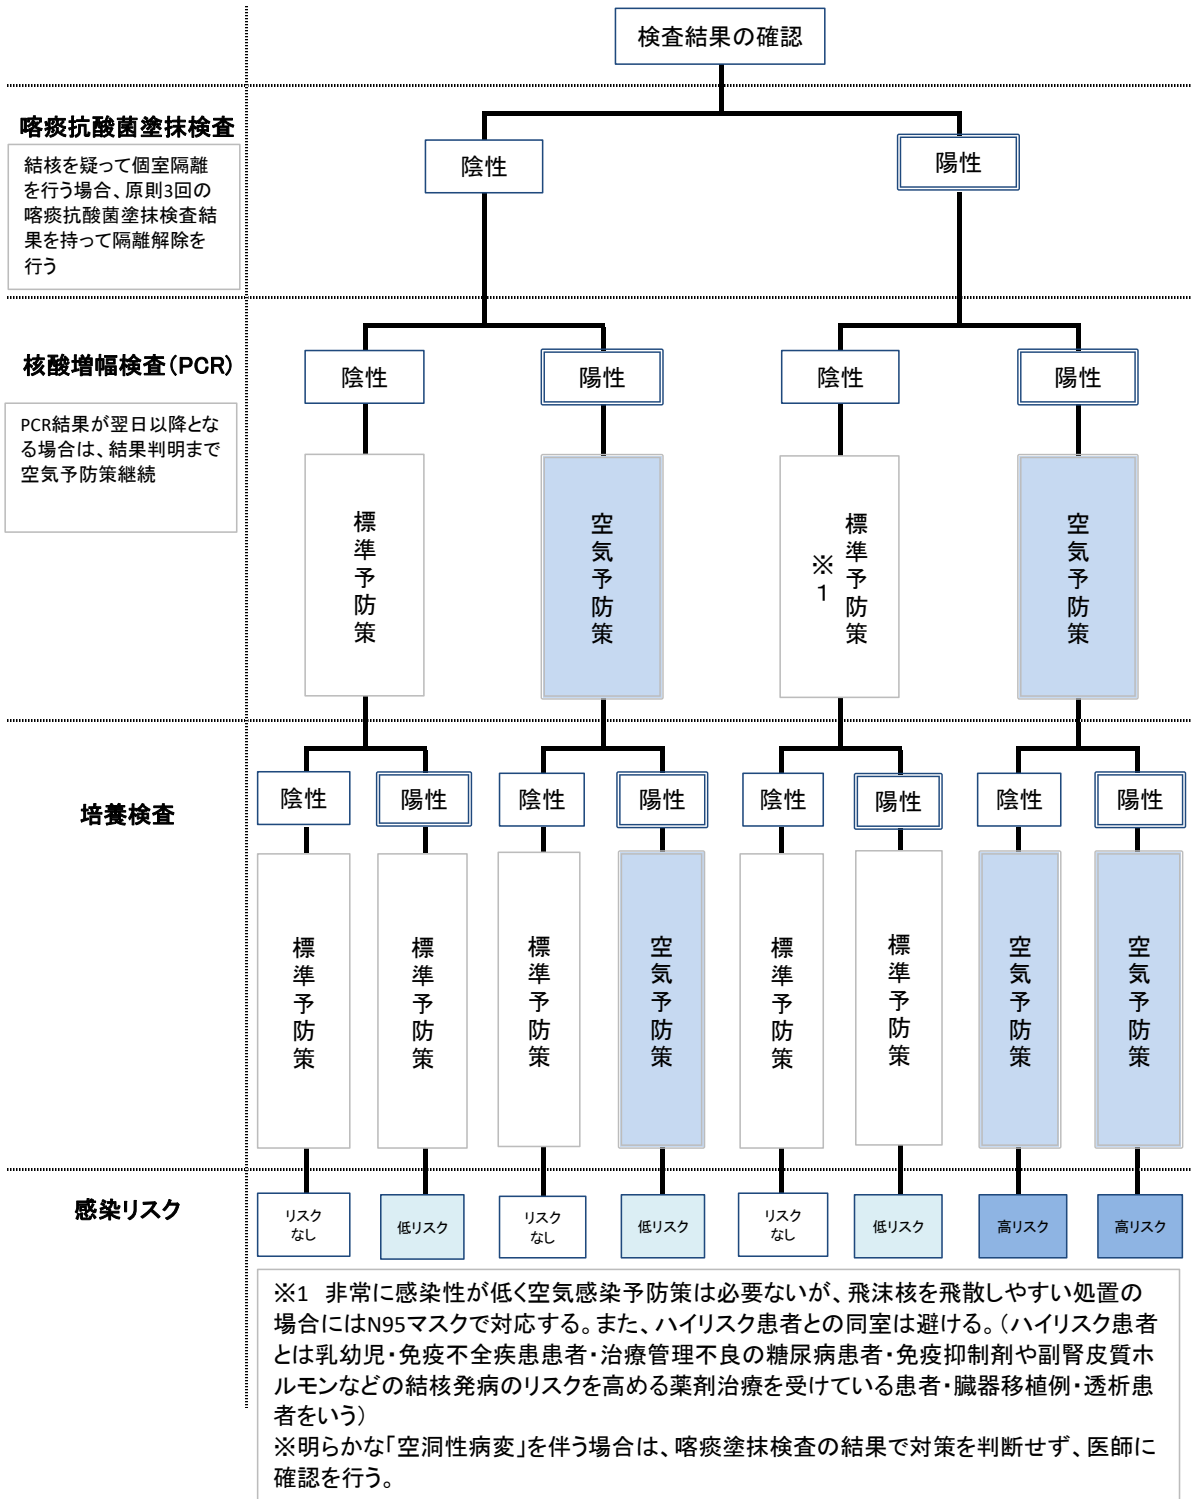 検査結果の確認
喀痰抗酸菌塗抹検査
結核を疑って個室隔離
を行う場合、原則3回の
喀痰抗酸菌塗抹検査結
果を持って隔離解除を
行う
陰性
陽性
核酸増幅検査(PCR)
PCR結果が翌日以降とな
る場合は、結果判明まで
空気予防策継続
陰性
陽性
陰性
陽性
標準予防策
空気予防策
標準予防策
※1
空気予防策
培養検査
陰性
陽性
陰性
陽性
陰性
陽性
陰性
陽性
標準予防策
標準予防策
標準予防策
空気予防策
標準予防策
標準予防策
空気予防策
空気予防策
感染リスク
リスク
なし
低リスク
リスク
なし
低リスク
リスク
なし
低リスク
高リスク
高リスク
※1 非常に感染性が低く空気感染予防策は必要ないが、飛沫核を飛散しやすい処置の
場合にはN95マスクで対応する。また、ハイリスク患者との同室は避ける。(ハイリスク患者
とは乳幼児・免疫不全疾患患者・治療管理不良の糖尿病患者・免疫抑制剤や副腎皮質ホ
ルモンなどの結核発病のリスクを高める薬剤治療を受けている患者・臓器移植例・透析患
者をいう)
※明らかな「空洞性病変」を伴う場合は、喀痰塗抹検査の結果で対策を判断せず、医師に
確認を行う。